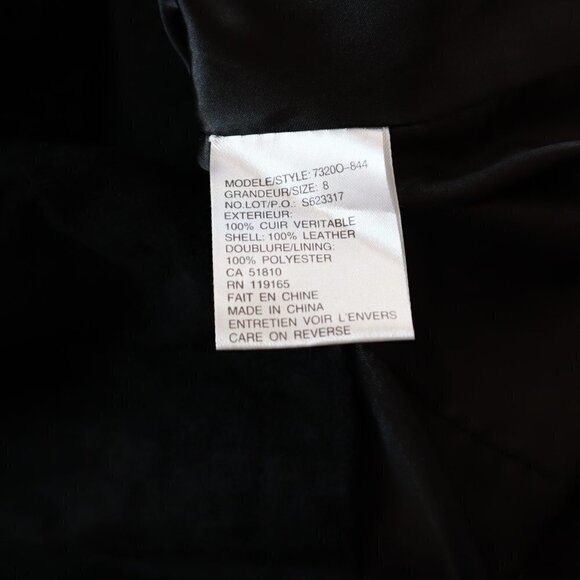 MODELE/STYLE: 7320O-844
GRANDEUR/SIZE: 8
NO.LOT/P.O.: S623317
EXTERIEUR:
100% CUIR VERITABLE
SHELL: 100% LEATHER
DOUBLURE/LINING:
100% POLYESTER
CA 51810
RN 119165
FAIT EN CHINE
MADE IN CHINA
ENTRETIEN VOIR L'ENVERS
CARE ON REVERSE